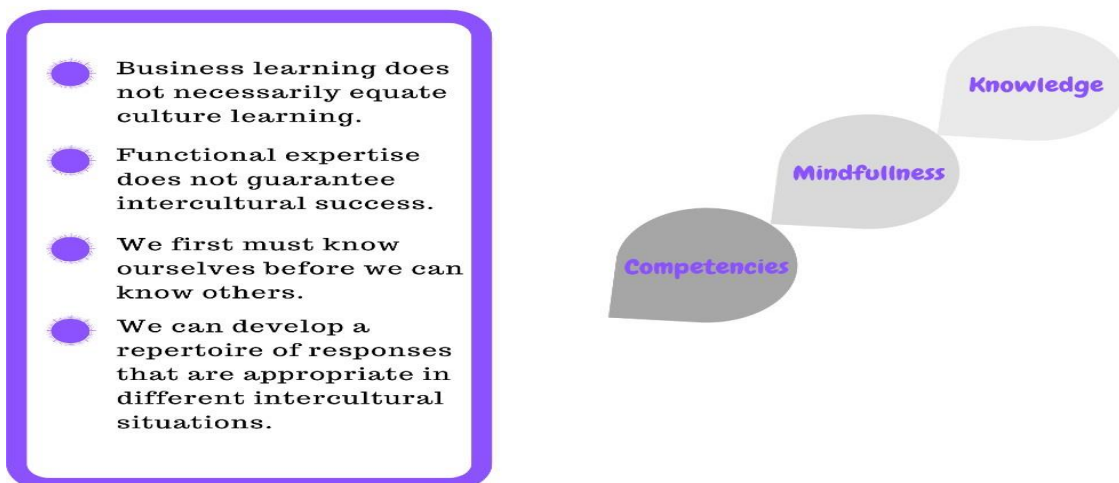 Business learning does
not necessarily equate
culture learning.
Functional expertise
does not guarantee
intercultural success.
We first must know
ourselves before we can
know others.
We can develop a
repertoire of responses
that are appropriate in
different intercultural
situations.
Knowledge
Mindfullness
Competencies